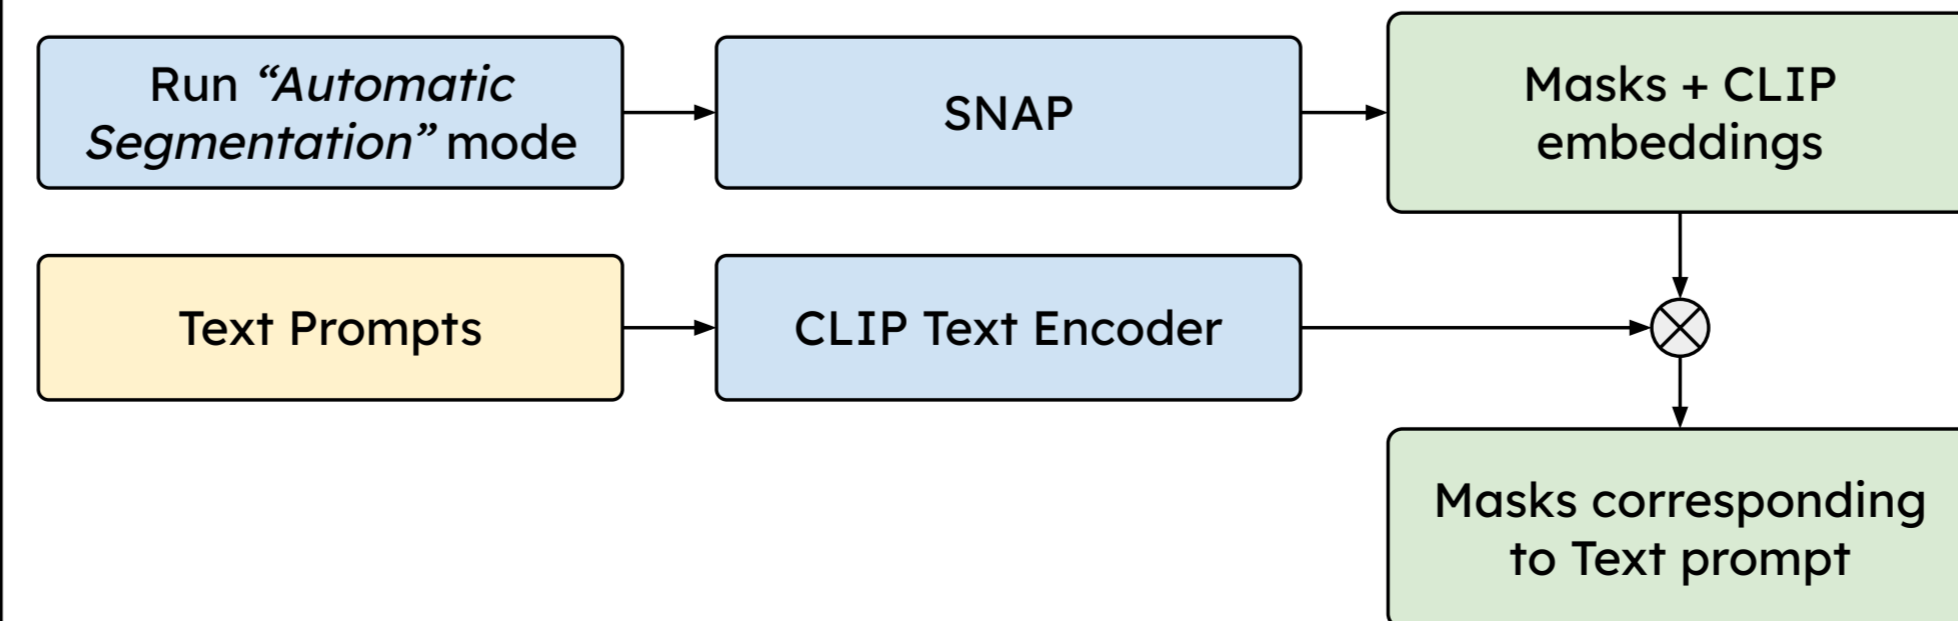 Run “Automatic
Segmentation” mode
SNAP
Masks + CLIP
embeddings
Text Prompts
CLIP Text Encoder
Masks corresponding
to Text prompt